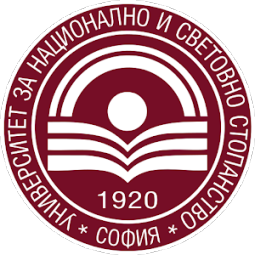 УНИВЕРСИТЕТ ЗА НАЦИОНАЛНО И СВЕТОВНО СТОПАНСТВО
1920
* СОФИЯ *